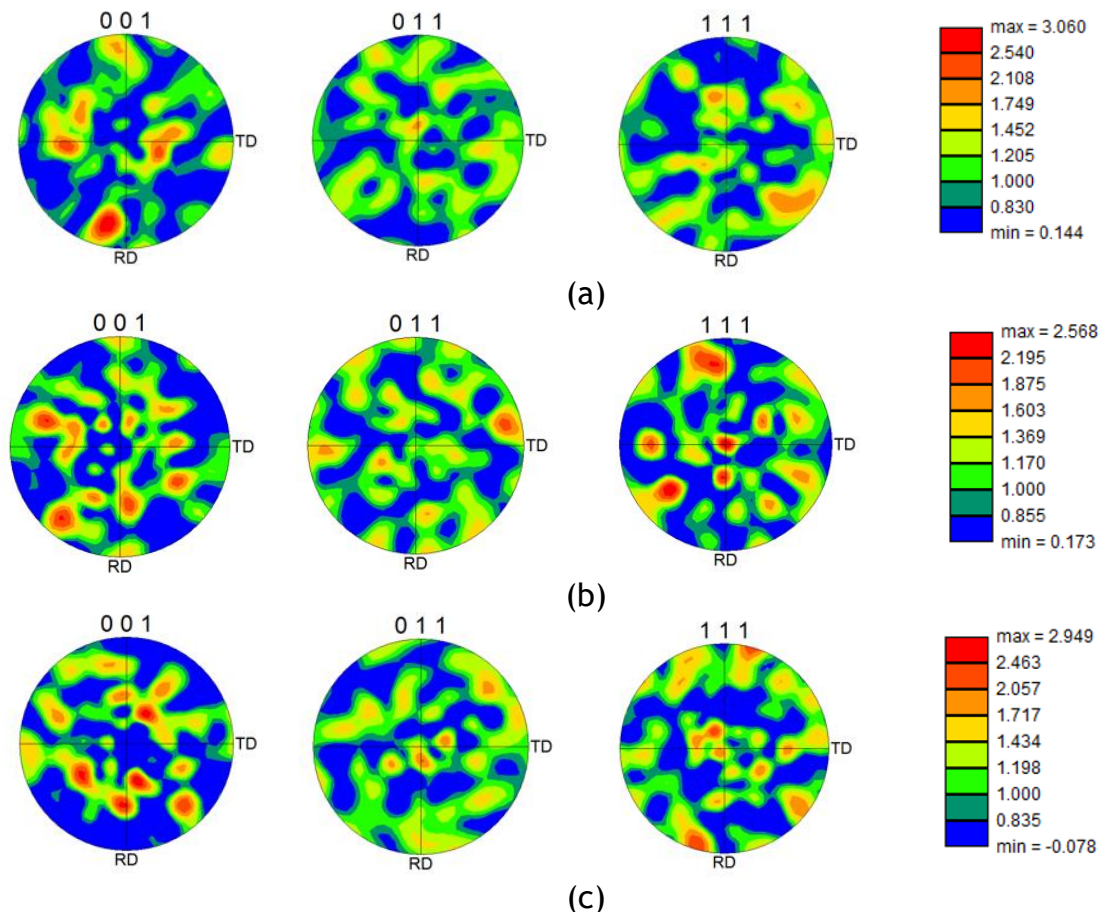 0 0 1
0 1 1
1 1 1
TD
TD
TD
RD
RD
RD
max = 3.060
2.540
2.108
1.749
1.452
1.205
1.000
0.830
min = 0.144
(a)
0 0 1
0 1 1
1 1 1
TD
TD
TD
RD
RD
RD
max = 2.568
2.195
1.875
1.603
1.369
1.170
1.000
0.855
min = 0.173
(b)
0 0 1
0 1 1
1 1 1
TD
TD
TD
RD
RD
RD
max = 2.949
2.463
2.057
1.717
1.434
1.198
1.000
0.835
min = -0.078
(c)